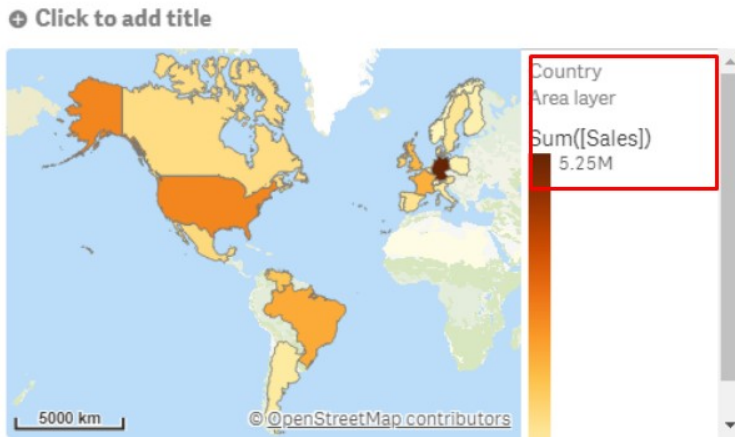 Click to add title
Country
Area layer
Sum([Sales])
5.25M
5000 km
© OpenStreetMap contributors